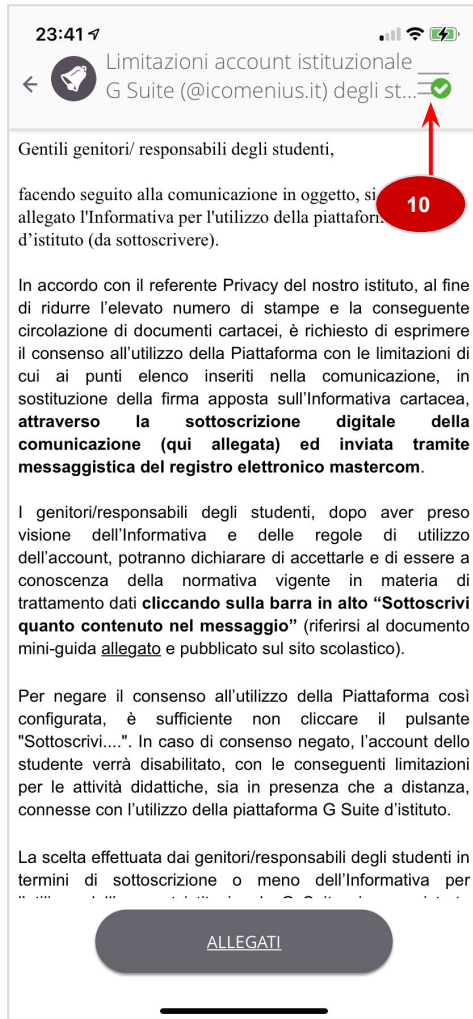 23:41
Limitazioni account istituzionale
G Suite (@icomenius.it) degli st...
10
Gentili genitori/ responsabili degli studenti,
facendo seguito alla comunicazione in oggetto, si
allegato l'Informativa per l'utilizzo della
d’istituto (da sottoscrivere).
In accordo con il referente Privacy del nostro istituto, al fine
di ridurre l’elevato numero di stampe e la conseguente
circolazione di documenti cartacei, è richiesto di esprimere
il consenso all’utilizzo della Piattaforma con le limitazioni di
cui ai punti elenco inseriti nella comunicazione, in
sostituzione della firma apposta sull’Informativa cartacea,
attraverso la sottoscrizione digitale della
comunicazione (qui allegata) ed inviata tramite
messaggistica del registro elettronico mastercom.
I genitori/responsabili degli studenti, dopo aver preso
visione dell’Informativa e delle regole di utilizzo
dell’account, potranno dichiarare di accettarle e di essere a
conoscenza della normativa vigente in materia di
trattamento dati cliccando sulla barra in alto “Sottoscrivi
quanto contenuto nel messaggio” (riferirsi al documento
mini-guida allegato e pubblicato sul sito scolastico).
Per negare il consenso all’utilizzo della Piattaforma così
configurata, è sufficiente non cliccare il pulsante
"Sottoscrivi....". In caso di consenso negato, l’account dello
studente verrà disabilitato, con le conseguenti limitazioni
per le attività didattiche, sia in presenza che a distanza,
connesse con l’utilizzo della piattaforma G Suite d’istituto.
La scelta effettuata dai genitori/responsabili degli studenti in
termini di sottoscrizione o meno dell’Informativa per
ALLEGATI